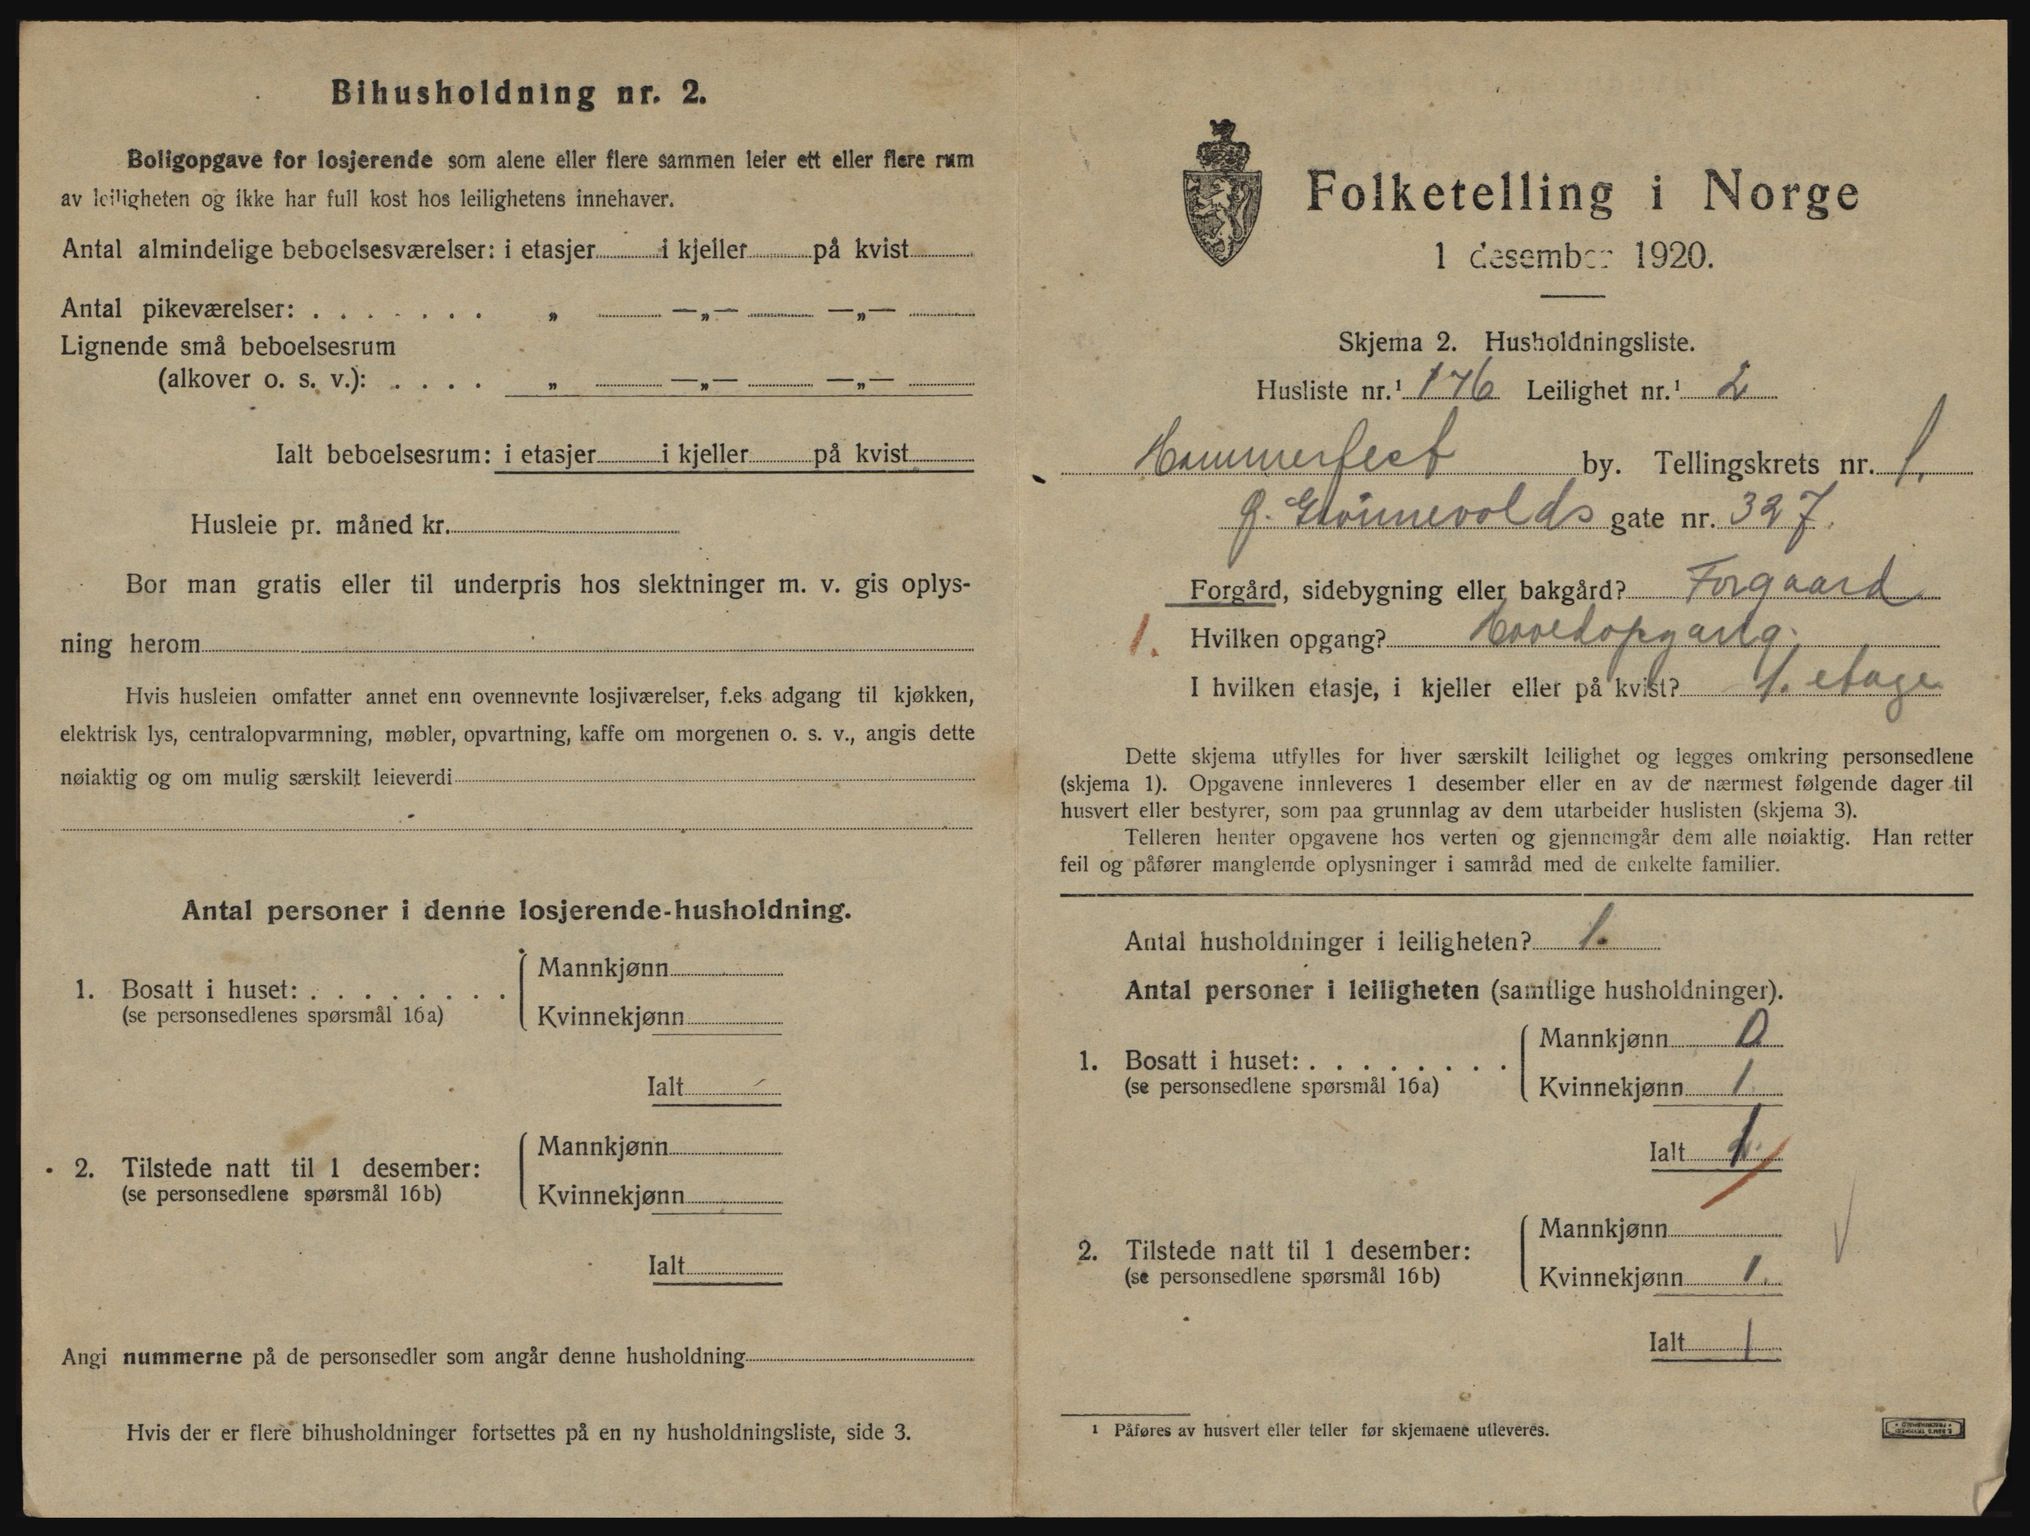 Bihusholdning nr. 2.
Boligopgave for losjerende som alene eller flere sammen leier ett eller flere rum
av leiligheten og ikke har full kost hos leilighetens innehaver.
Antal almindelige beboelsesværelser: i etasjer i kjeller på kvist
Antal pikeværelser: . . . . . . . „ —„— —„—
Lignende små beboelsesrum
(alkover o. s. v.): . . . . „ —„— —„—
Ialt beboelsesrum: i etasjer i kjeller på kvist
Husleie pr. måned kr.
Bor man gratis eller til underpris hos slektninger m. v. gis oplys-
ning herom
Hvis husleien omfatter annet enn ovennevnte losjiværelser, f.eks adgang til kjøkken,
elektrisk lys, centralopvarmning, møbler, opvartning, kaffe om morgenen o. s. v., angis dette
nøiaktig og om mulig særskilt leieverdi
Antal personer i denne losjerende-husholdning.
1. Bosatt i huset: . . . . . . . . Mannkjønn
(se personsedlenes spørsmål 16a) Kvinnekjønn
Ialt
2. Tilstede natt til 1 desember: Mannkjønn
(se personsedlene spørsmål 16b) Kvinnekjønn
Ialt
Angi nummerne på de personsedler som angår denne husholdning
Hvis der er flere bihusholdninger fortsettes på en ny husholdningsliste, side 3.
Folketelling i Norge
1 desember 1920.
Skjema 2. Husholdningsliste.
Husliste nr.¹ 176 Leilighet nr.¹ 2
Hammerfest by. Tellingskrets nr. 1.
G. Grönnevolds gate nr. 327.
Forgård, sidebygning eller bakgård? Forgaard
1. Hvilken opgang? Hovedopgang.
I hvilken etasje, i kjeller eller på kvist? 1. etage
Dette skjema utfylles for hver særskilt leilighet og legges omkring personsedlene
(skjema 1). Opgavene innleveres 1 desember eller en av de nærmest følgende dager til
husvert eller bestyrer, som paa grunnlag av dem utarbeider huslisten (skjema 3).
Telleren henter opgavene hos verten og gjennemgår dem alle nøiaktig. Han retter
feil og påfører manglende oplysninger i samråd med de enkelte familier.
Antal husholdninger i leiligheten? 1.
Antal personer i leiligheten (samtlige husholdninger).
1. Bosatt i huset: . . . . . . . . Mannkjønn 0
(se personsedlene spørsmål 16a) Kvinnekjønn 1
Ialt 1
2. Tilstede natt til 1 desember: Mannkjønn
(se personsedlene spørsmål 16b) Kvinnekjønn 1.
Ialt 1
¹ Påføres av husvert eller teller før skjemaene utleveres.